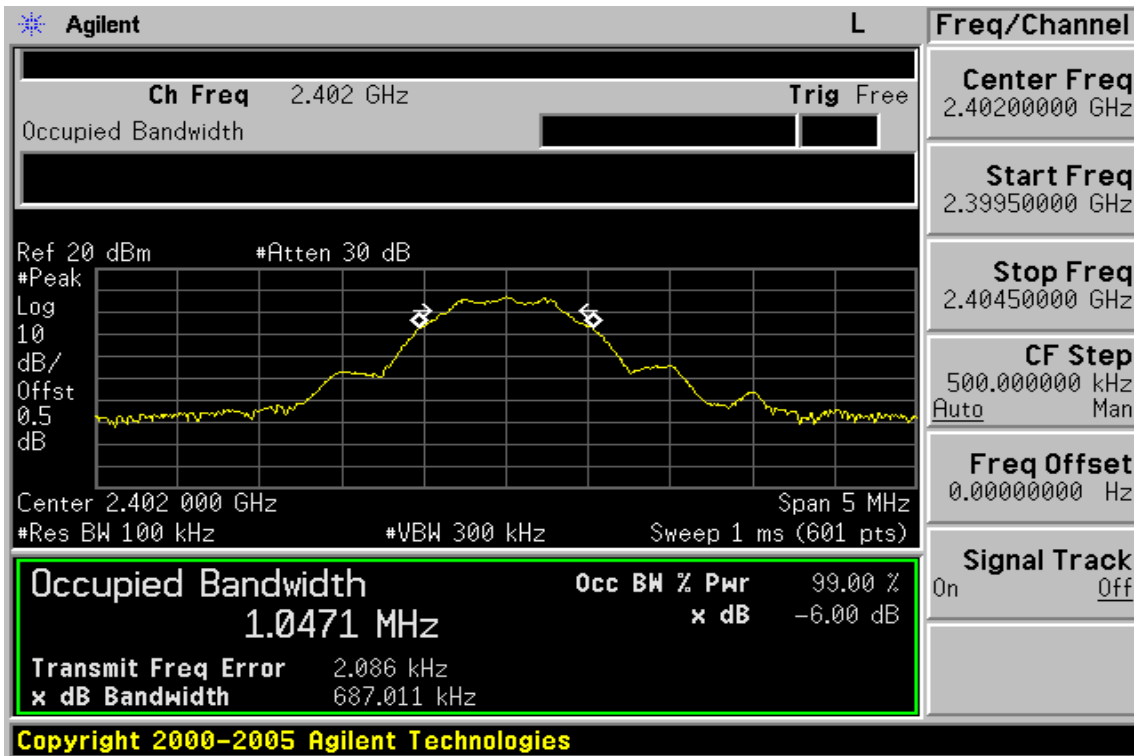 Agilent L
Ch Freq 2.402 GHz Trig Free
Occupied Bandwidth
Ref 20 dBm #Atten 30 dB
#Peak
Log
10
dB/
Offst
0.5
dB
Center 2.402 000 GHz Span 5 MHz
#Res BW 100 kHz #VBW 300 kHz Sweep 1 ms (601 pts)
Occupied Bandwidth
1.0471 MHz
Occ BW % Pwr 99.00 %
x dB -6.00 dB
Transmit Freq Error 2.086 kHz
x dB Bandwidth 687.011 kHz
Copyright 2000-2005 Agilent Technologies
Freq/Channel
Center Freq
2.40200000 GHz
Start Freq
2.39950000 GHz
Stop Freq
2.40450000 GHz
CF Step
500.000000 kHz
Auto Man
Freq Offset
0.00000000 Hz
Signal Track
On Off